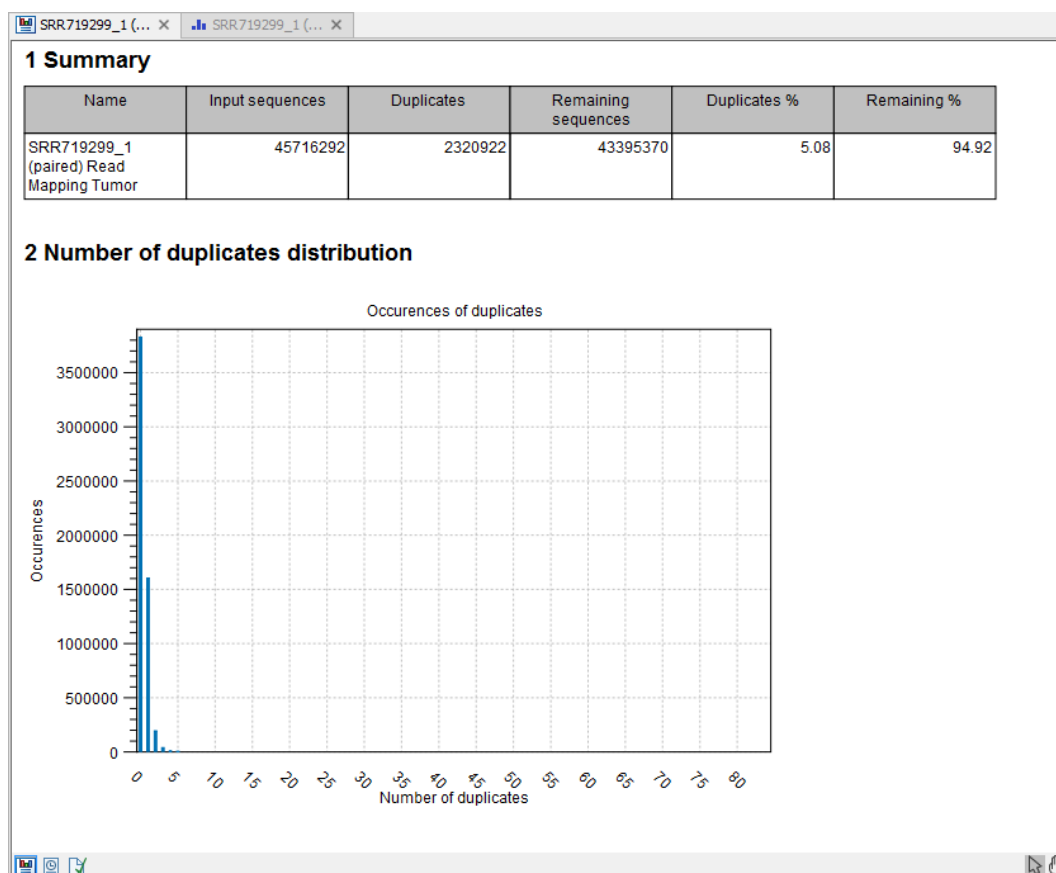 SRR719299_1 (... SRR719299_1 (...
1 Summary
Name Input sequences Duplicates Remaining sequences Duplicates % Remaining %
SRR719299_1 (paired) Read Mapping Tumor 45716292 2320922 43395370 5.08 94.92
2 Number of duplicates distribution
Occurences of duplicates
3500000
3000000
2500000
2000000
1500000
1000000
500000
0
Occurences
0 5 10 15 20 25 30 35 40 45 50 55 60 65 70 75 80
Number of duplicates